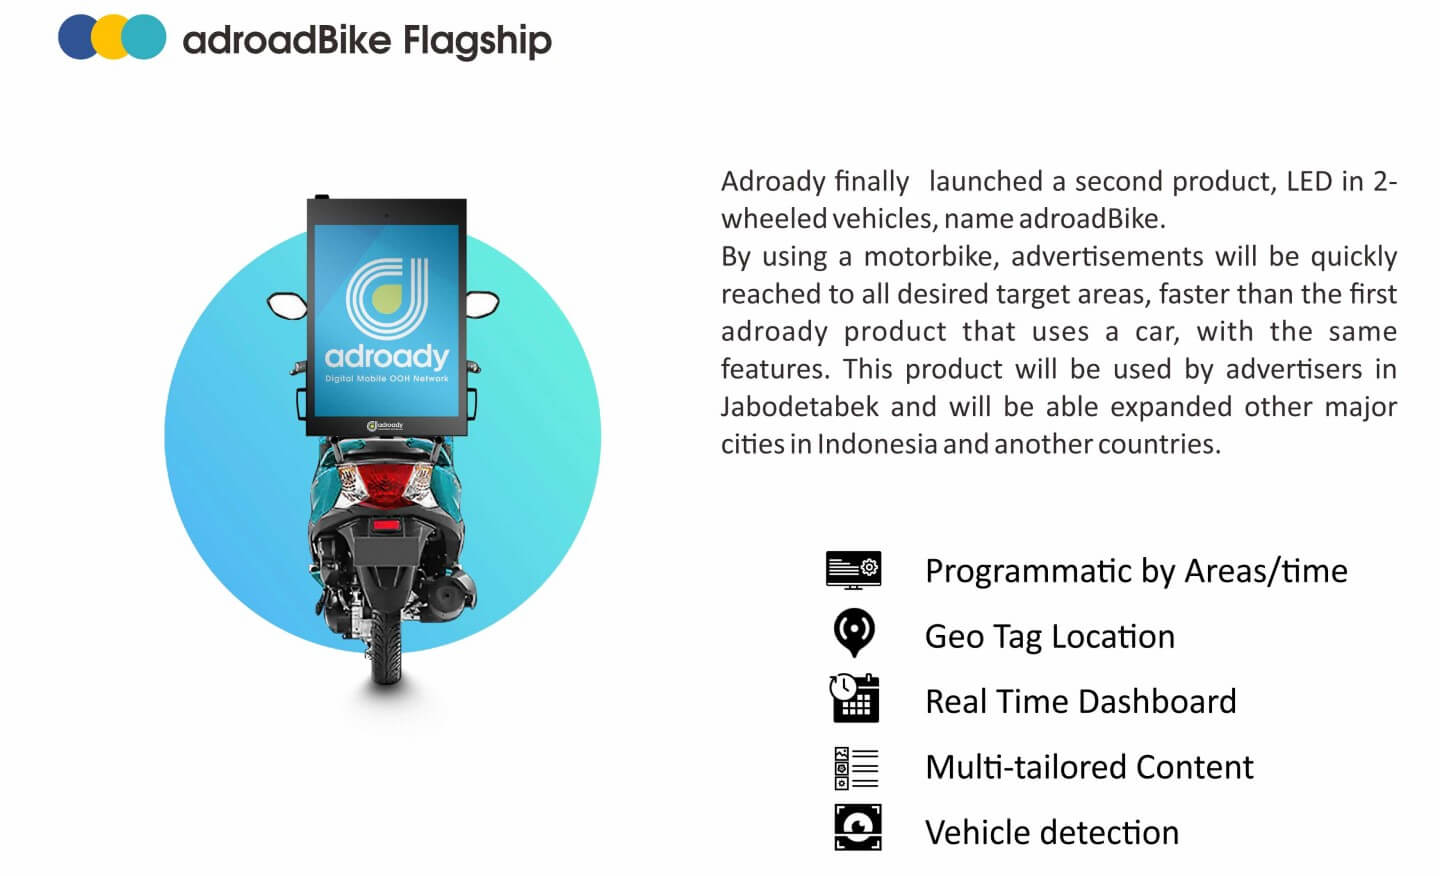 adroadBike Flagship
adroady
Digital Mobile OOH Network
adroady
Adroady finally launched a second product, LED in 2-
wheeled vehicles, name adroadBike.
By using a motorbike, advertisements will be quickly
reached to all desired target areas, faster than the first
adroady product that uses a car, with the same
features. This product will be used by advertisers in
Jabodetabek and will be able expanded other major
cities in Indonesia and another countries.
Programmatic by Areas/time
Geo Tag Location
Real Time Dashboard
Multi-tailored Content
Vehicle detection